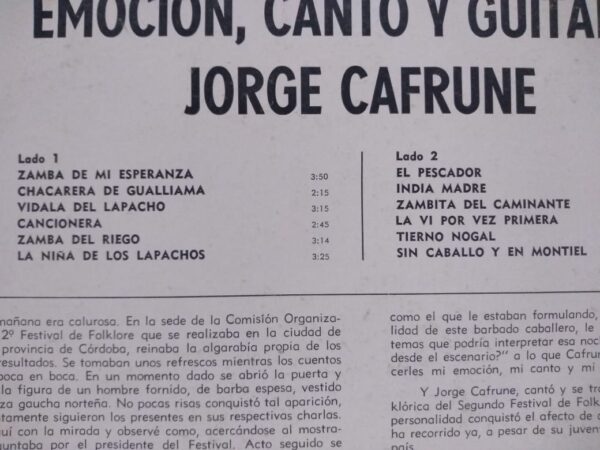 EMOCION, CANTO Y
JORGE CAFRUNE
Lado 1
ZAMBA DE MI ESPERANZA 3:50
CHACARERA DE GUALLIAMA 2:15
VIDALA DEL LAPACHO 3:15
CANCIONERA 2:45
ZAMBA DEL RIEGO 3:14
LA NIÑA DE LOS LAPACHOS 3:25
Lado 2
EL PESCADOR
INDIA MADRE
ZAMBITA DEL CAMINANTE
LA VI POR VEZ PRIMERA
TIERNO NOGAL
SIN CABALLO Y EN MONTIEL
mañana era calurosa. En la sede de la Comisión Organiza-
2º Festival de Folklore que se realizaba en la ciudad de
provincia de Córdoba, reinaba la algarabía propia de los
resultados. Se tomaban unos refrescos mientras los cuentos
boca en boca. En un momento dado se abrió la puerta y
la figura de un hombre fornido, de barba espesa, vestido
za gaucha norteña. No pocas risas conquistó tal aparición,
tamente siguieron los presentes en sus respectivas charlas.
uí con la mirada y observé como, acercándose al mostra-
guntaba por el presidente del Festival. Acto seguido se
como el que le estaban formulando,
lidad de este barbado caballero, le
temas que podría interpretar esa noc
desde el escenario?" a lo que Cafrun
cerles mi emoción, mi canto y mi
Y Jorge Cafrune, cantó y se tra
klórica del Segundo Festival de Folk
personalidad conquistó el afecto de
ha recorrido ya, a pesar de su juven
país